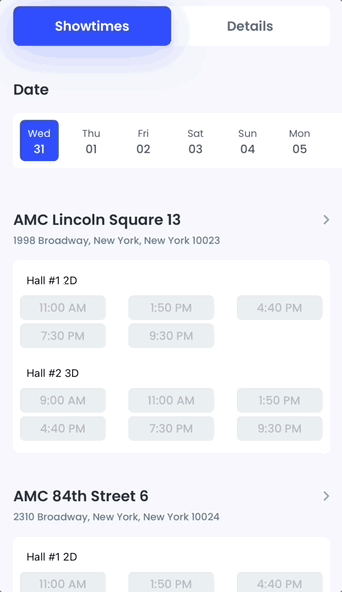 Showtimes Details
Date
Wed Thu Fri Sat Sun Mon
31 01 02 03 04 05
AMC Lincoln Square 13
1998 Broadway, New York, New York 10023
Hall #1 2D
11:00 AM 1:50 PM 4:40 PM
7:30 PM 9:30 PM
Hall #2 3D
9:00 AM 11:00 AM 1:50 PM
4:40 PM 7:30 PM 9:30 PM
AMC 84th Street 6
2310 Broadway, New York, New York 10024
Hall #1 2D
11:00 AM 1:50 PM 4:40 PM